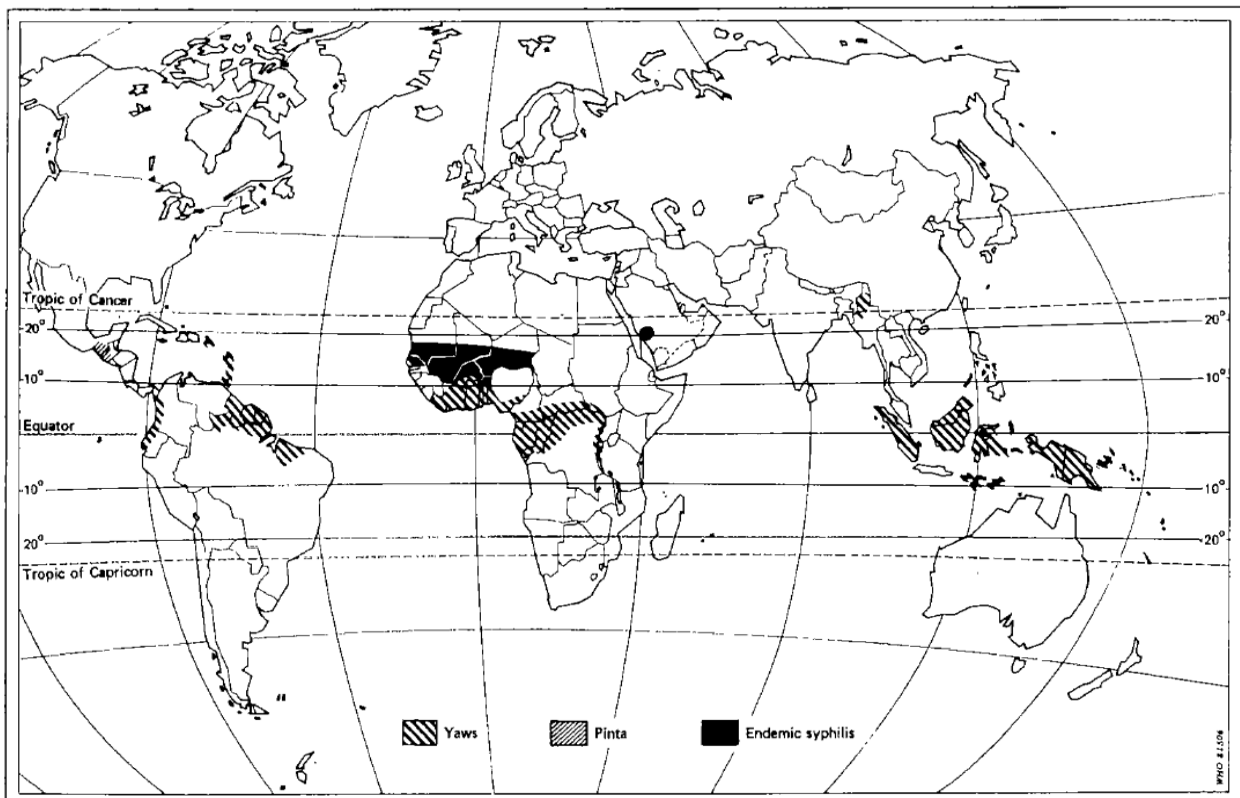 Tropic of Cancer
20° 20°
10° 10°
Equator
10° 10°
20° 20°
Tropic of Capricorn
Yaws Pinta Endemic syphilis